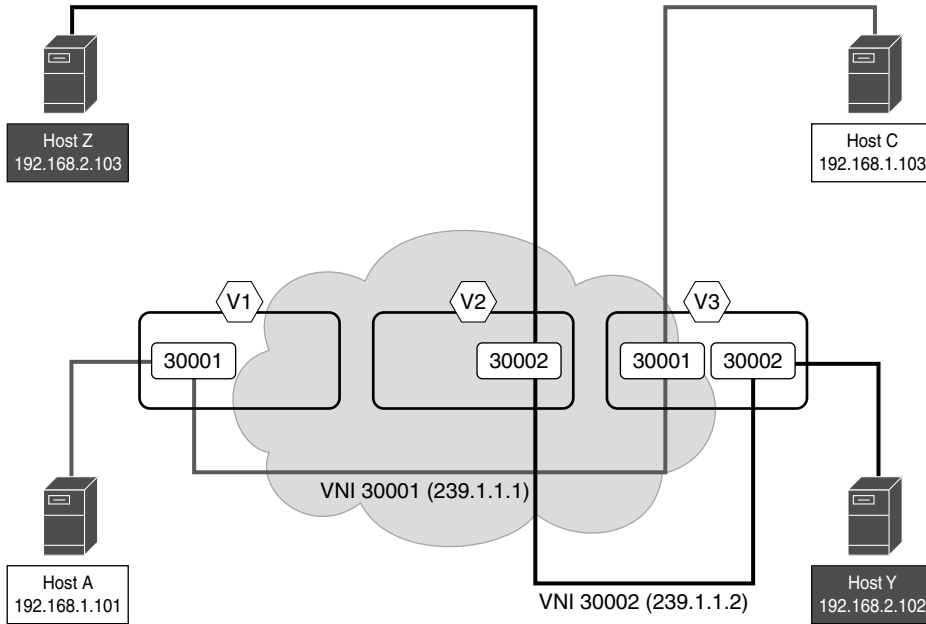 Host Z
192.168.2.103
Host C
192.168.1.103
V1
V2
V3
30001
30002
30001
30002
VNI 30001 (239.1.1.1)
Host A
192.168.1.101
VNI 30002 (239.1.1.2)
Host Y
192.168.2.102